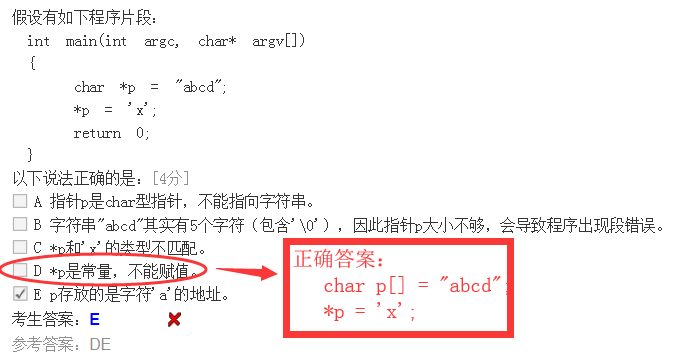 假设有如下程序片段：
int main(int argc, char* argv[])
{
char *p = "abcd";
*p = 'x';
return 0;
}
以下说法正确的是：[4分]
A 指针p是char型指针，不能指向字符串。
B 字符串"abcd"其实有5个字符（包含'\0'），因此指针p大小不够，会导致程序出现段错误。
C *p和'x'的类型不匹配。
D *p是常量，不能赋值。
E p存放的是字符'a'的地址。
正确答案：
char p[] = "abcd";
*p = 'x';
考生答案：E
参考答案：DE